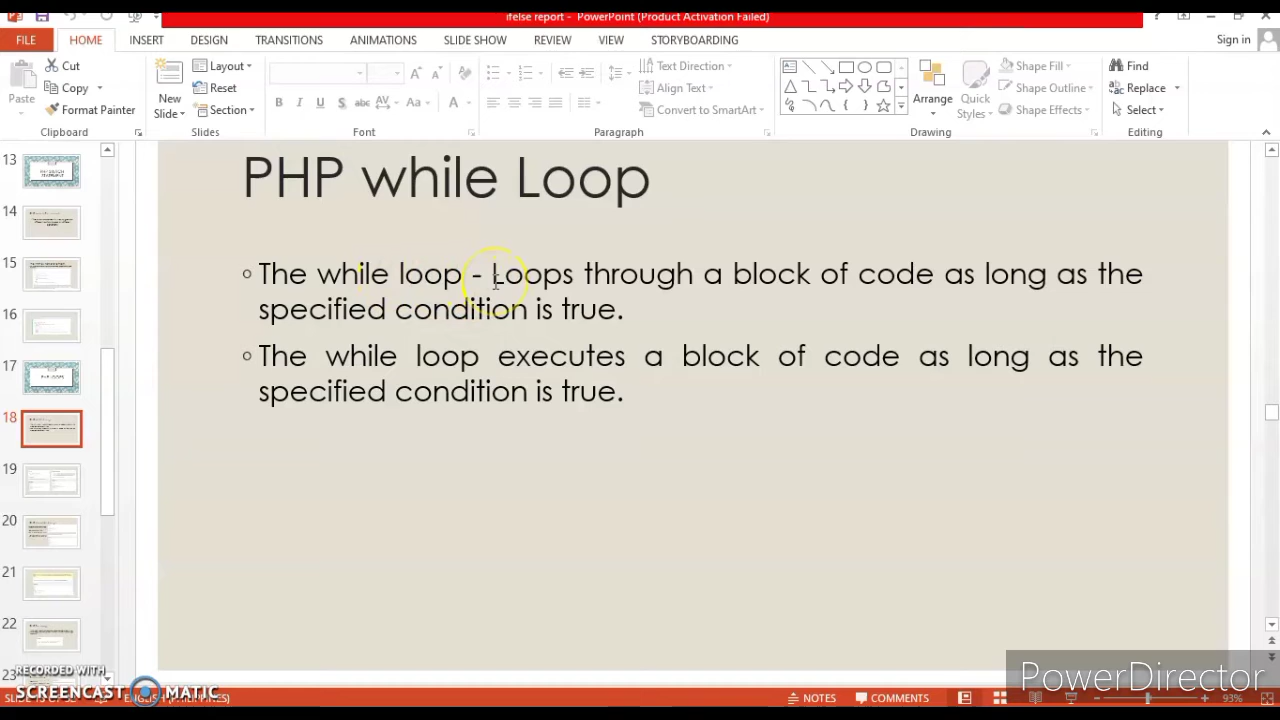 ifelse report - PowerPoint (Product Activation Failed)
FILE HOME INSERT DESIGN TRANSITIONS ANIMATIONS SLIDE SHOW REVIEW VIEW STORYBOARDING Sign in
Cut Layout Text Direction Shape Fill Find
Copy Reset Align Text Shape Outline Replace
Paste Format Painter New Slide Section Convert to SmartArt Arrange Quick Styles Shape Effects Select
Clipboard Slides Font Paragraph Drawing Editing
13
14
15
16
17
18
19
20
21
22
23
PHP while Loop
The while loop - Loops through a block of code as long as the
specified condition is true.
The while loop executes a block of code as long as the
specified condition is true.
RECORDED WITH
SCREENCAST MATIC
PowerDirector
ENGLISH (PHILIPPINES) NOTES COMMENTS 93%